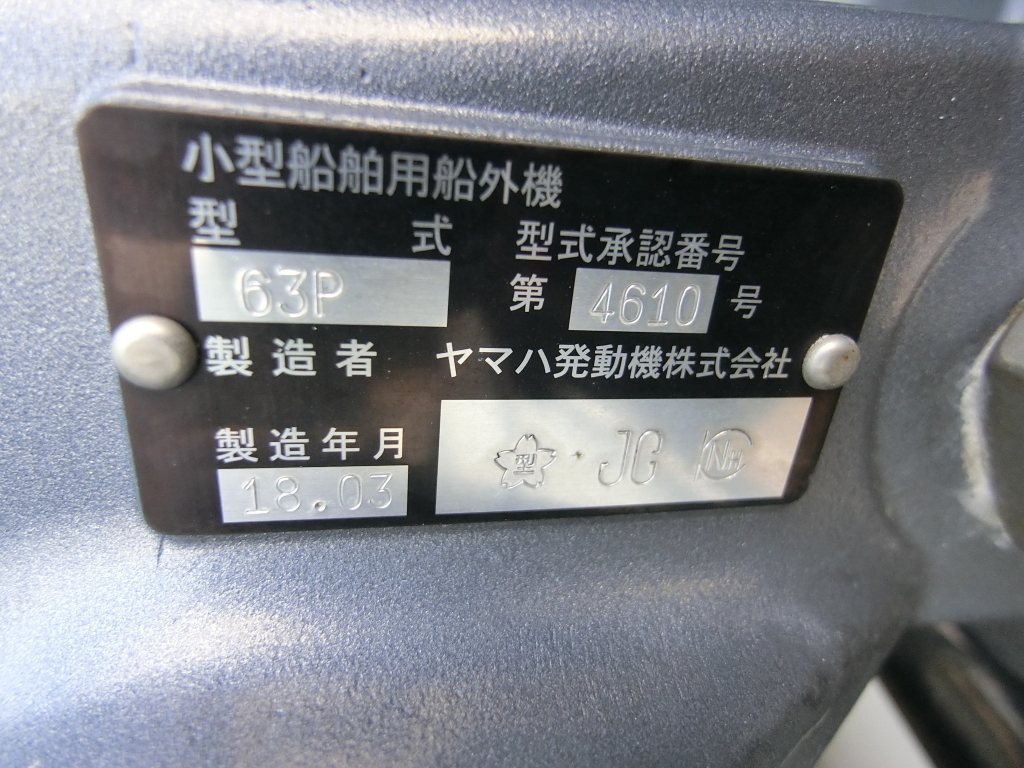 小型船舶用船外機
型 式 型式承認番号
63P 第 4610 号
製造者 ヤマハ発動機株式会社
製造年月
18.03 型 JG NH